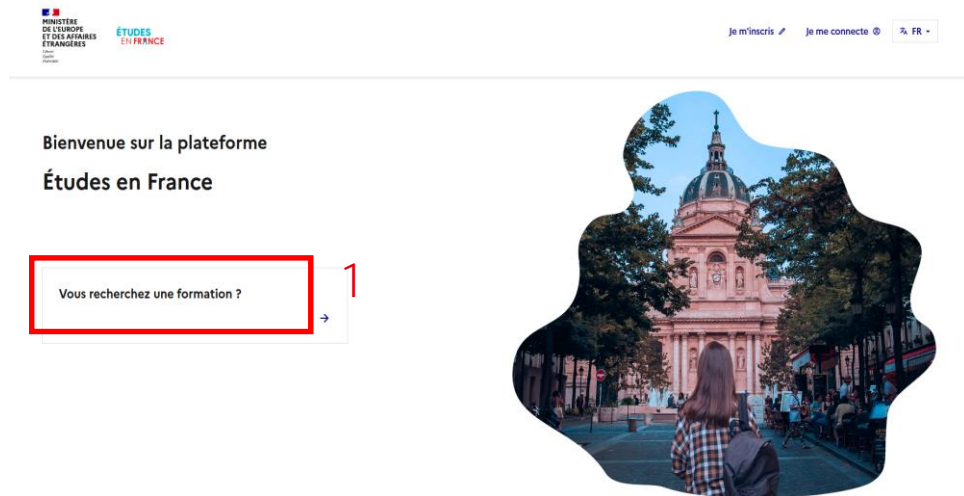 MINISTÈRE
DE L'EUROPE
ET DES AFFAIRES
ÉTRANGÈRES
ÉTUDES
EN FRANCE
Je m'inscris
Je me connecte
FR
Bienvenue sur la plateforme
Études en France
Vous recherchez une formation ?
1